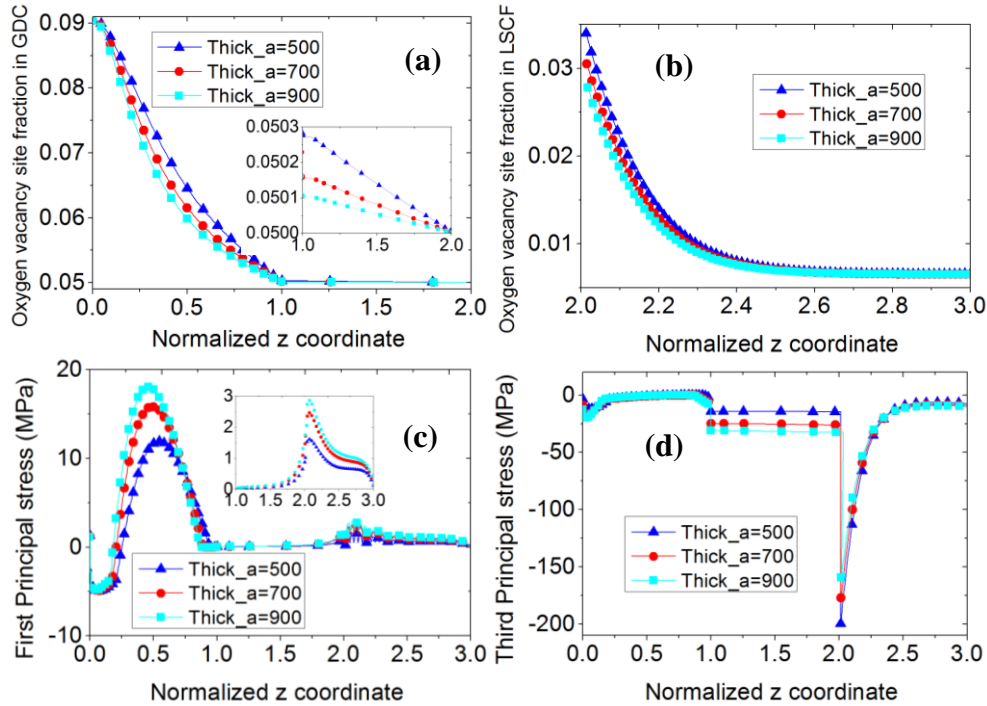 Oxygen vacancy site fraction in GDC
0.09
0.08
0.07
0.06
0.05
Thick_a=500
Thick_a=700
Thick_a=900
(a)
0.0503
0.0502
0.0501
0.0500
1.0 1.5 2.0
0.0 0.5 1.0 1.5 2.0
Normalized z coordinate
Oxygen vacancy site fraction in LSCF
0.03
0.02
0.01
(b)
Thick_a=500
Thick_a=700
Thick_a=900
2.0 2.2 2.4 2.6 2.8 3.0
Normalized z coordinate
First Principal stress (MPa)
20
10
0
-10
3
2
1
0
1.0 1.5 2.0 2.5 3.0
(c)
Thick_a=500
Thick_a=700
Thick_a=900
0.0 0.5 1.0 1.5 2.0 2.5 3.0
Normalized z coordinate
Third Principal stress (MPa)
0
-50
-100
-150
-200
(d)
Thick_a=500
Thick_a=700
Thick_a=900
0.0 0.5 1.0 1.5 2.0 2.5 3.0
Normalized z coordinate